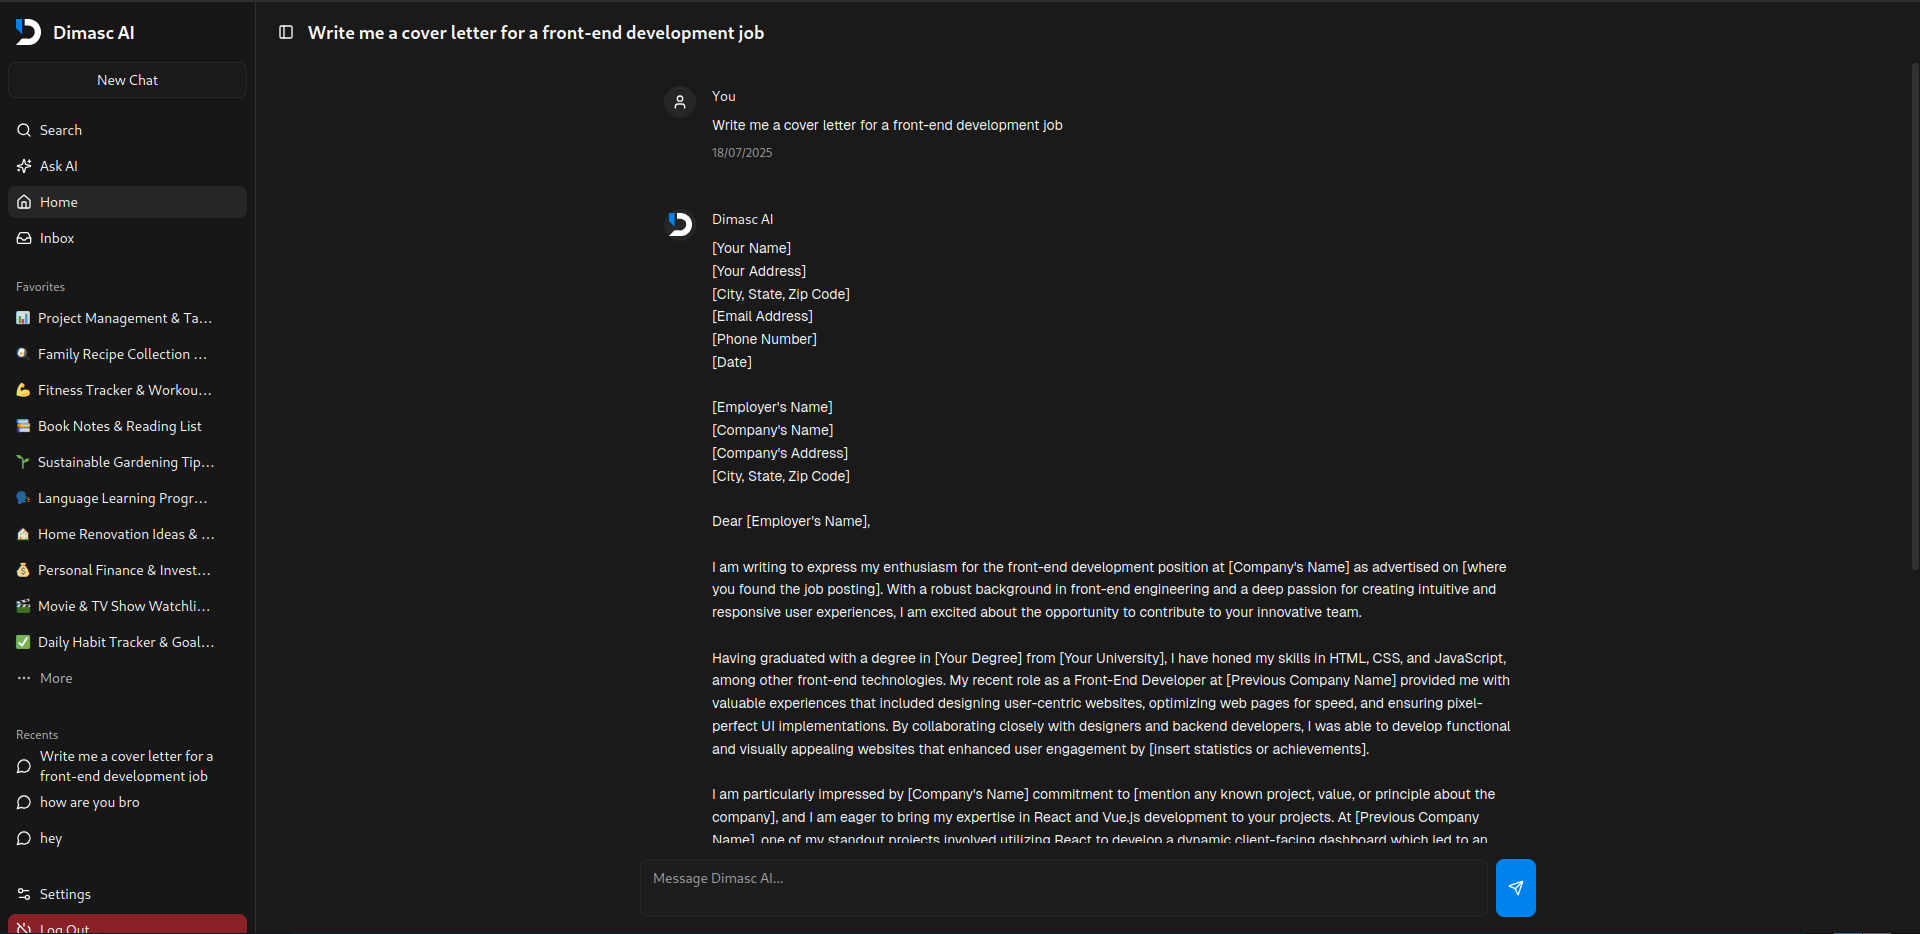 Dimasc AI
New Chat
Search
Ask AI
Home
Inbox
Favorites
Project Management & Ta...
Family Recipe Collection ...
Fitness Tracker & Workou...
Book Notes & Reading List
Sustainable Gardening Tip...
Language Learning Progr...
Home Renovation Ideas & ...
Personal Finance & Invest...
Movie & TV Show Watchli...
Daily Habit Tracker & Goal...
More
Recents
Write me a cover letter for a
front-end development job
how are you bro
hey
Settings
Log Out
Write me a cover letter for a front-end development job
You
Write me a cover letter for a front-end development job
18/07/2025
Dimasc AI
[Your Name]
[Your Address]
[City, State, Zip Code]
[Email Address]
[Phone Number]
[Date]
[Employer's Name]
[Company's Name]
[Company's Address]
[City, State, Zip Code]
Dear [Employer's Name],
I am writing to express my enthusiasm for the front-end development position at [Company's Name] as advertised on [where
you found the job posting]. With a robust background in front-end engineering and a deep passion for creating intuitive and
responsive user experiences, I am excited about the opportunity to contribute to your innovative team.
Having graduated with a degree in [Your Degree] from [Your University], I have honed my skills in HTML, CSS, and JavaScript,
among other front-end technologies. My recent role as a Front-End Developer at [Previous Company Name] provided me with
valuable experiences that included designing user-centric websites, optimizing web pages for speed, and ensuring pixel-
perfect UI implementations. By collaborating closely with designers and backend developers, I was able to develop functional
and visually appealing websites that enhanced user engagement by [insert statistics or achievements].
I am particularly impressed by [Company's Name] commitment to [mention any known project, value, or principle about the
company], and I am eager to bring my expertise in React and Vue.js development to your projects. At [Previous Company
Name], one of my standout projects involved utilizing React to develop a dynamic client-facing dashboard which led to an
Message Dimasc AI...